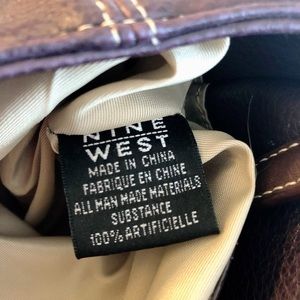 NINE
WEST
MADE IN CHINA
FABRIQUE EN CHINE
ALL MAN MADE MATERIALS
SUBSTANCE
100% ARTIFICIELLE